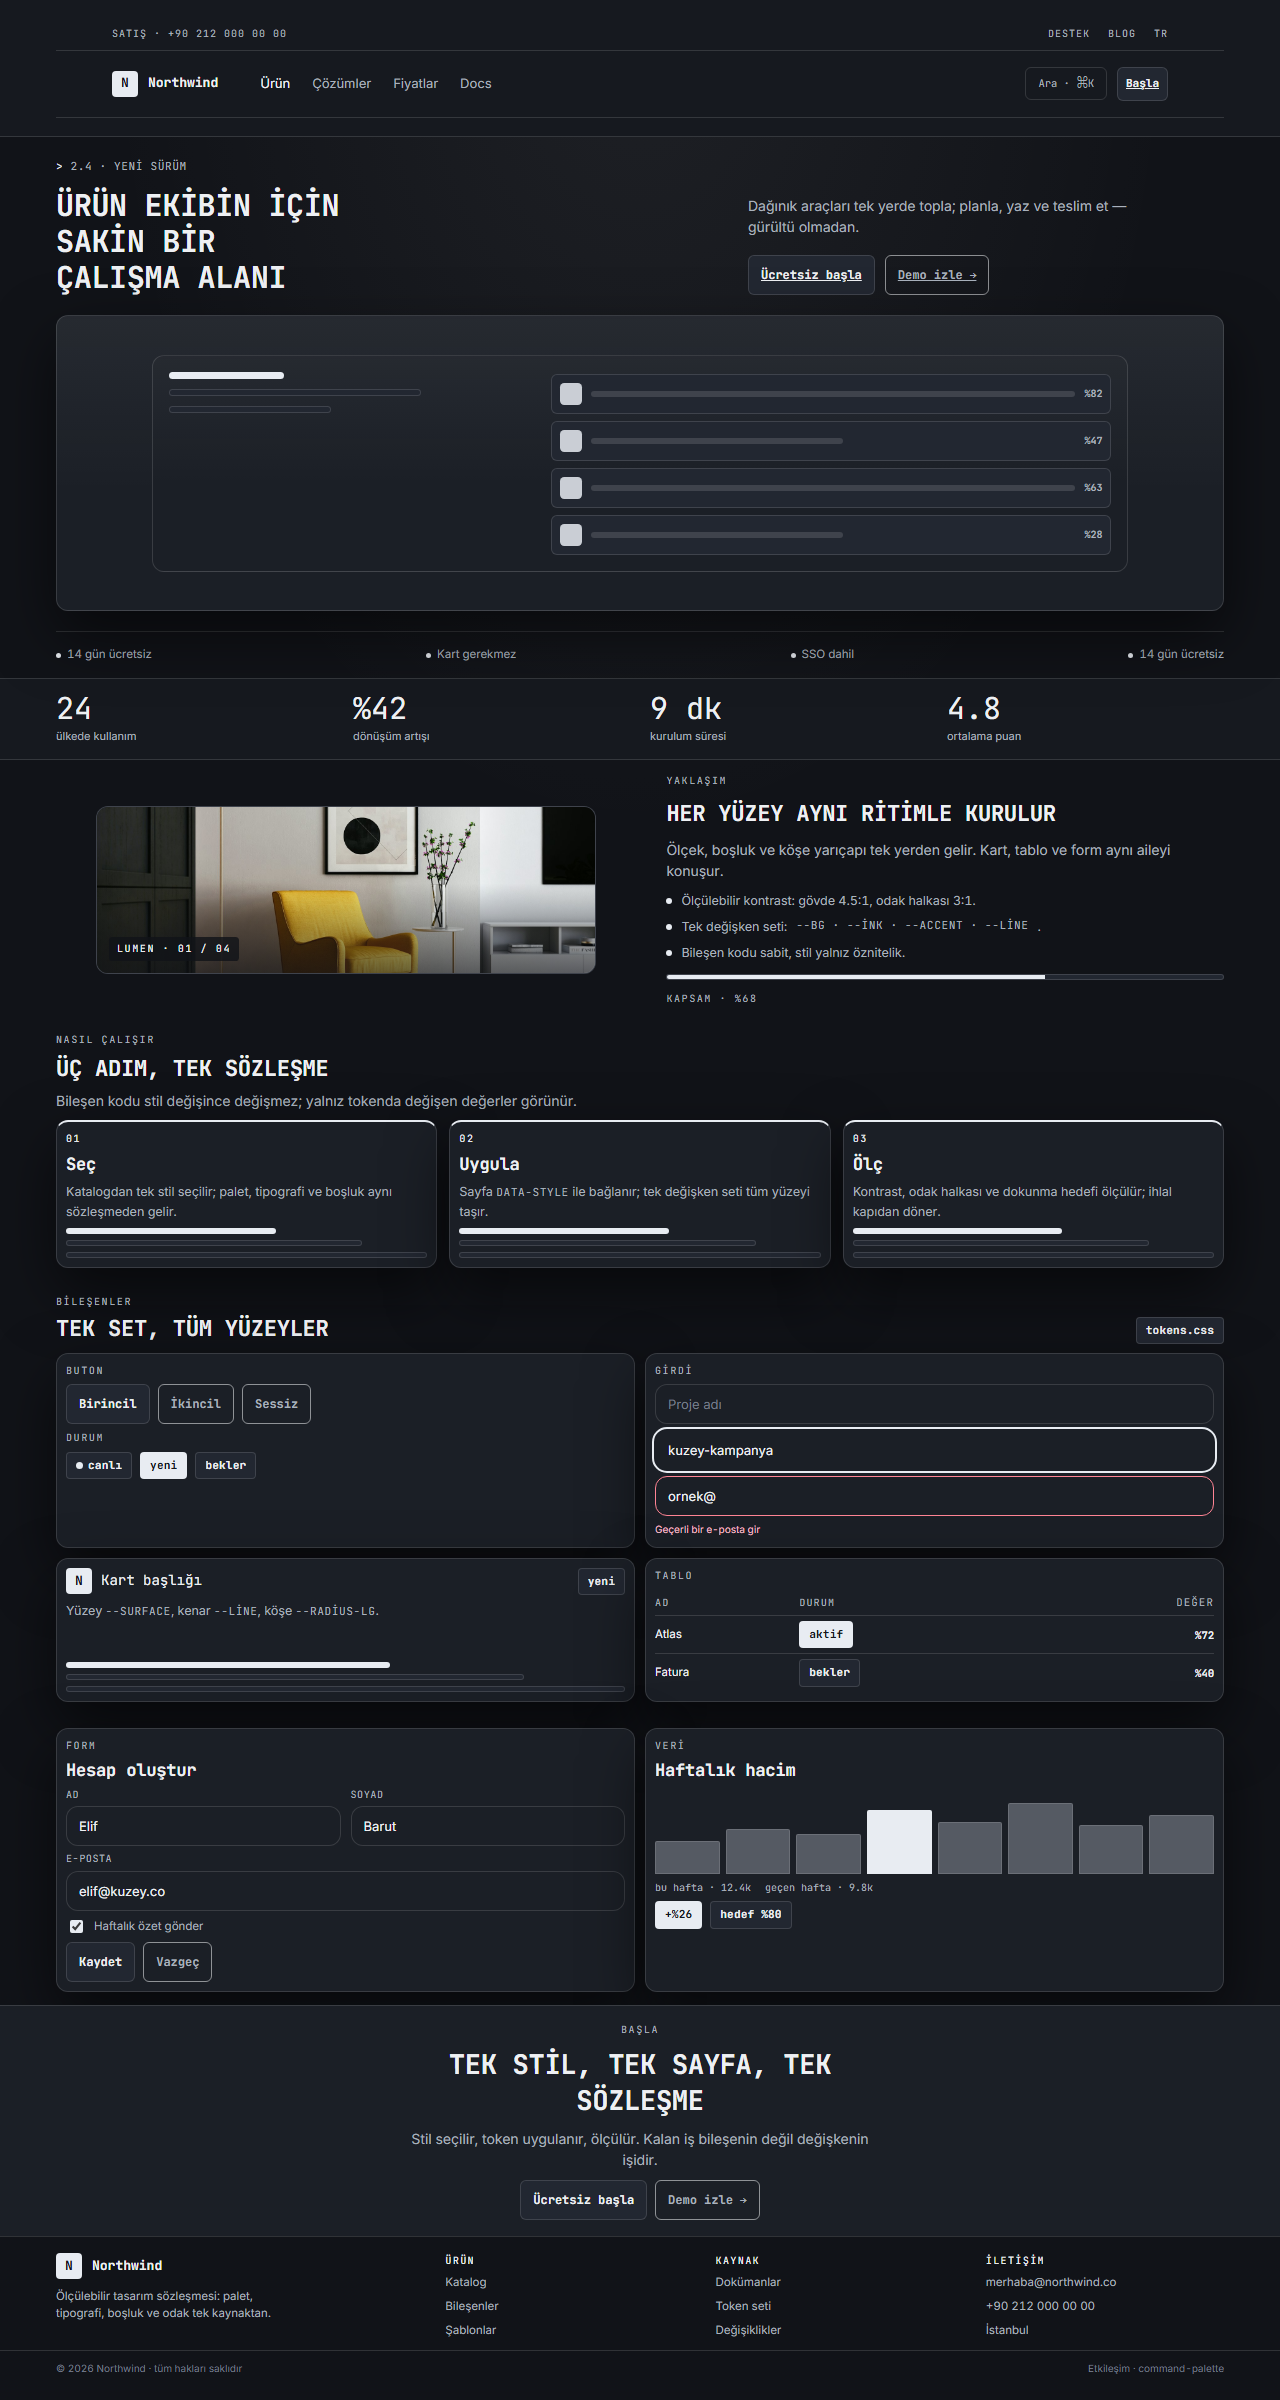 SATIŞ · +90 212 000 00 00
DESTEK BLOG TR
N Northwind Ürün Çözümler Fiyatlar Docs
Ara · ⌘K Başla
> 2.4 · YENİ SÜRÜM
ÜRÜN EKİBİN İÇİN
SAKİN BİR
ÇALIŞMA ALANI
Dağınık araçları tek yerde topla; planla, yaz ve teslim et —
gürültü olmadan.
Ücretsiz başla Demo izle →
%82
%47
%63
%28
14 gün ücretsiz Kart gerekmez SSO dahil 14 gün ücretsiz
24 %42 9 dk 4.8
ülkede kullanım dönüşüm artışı kurulum süresi ortalama puan
LUMEN · 01 / 04
YAKLAŞIM
HER YÜZEY AYNI RİTİMLE KURULUR
Ölçek, boşluk ve köşe yarıçapı tek yerden gelir. Kart, tablo ve form aynı aileyi
konuşur.
Ölçülebilir kontrast: gövde 4.5:1, odak halkası 3:1.
Tek değişken seti: --BG · --İNK · --ACCENT · --LİNE .
Bileşen kodu sabit, stil yalnız öznitelik.
KAPSAM · %68
NASIL ÇALIŞIR
ÜÇ ADIM, TEK SÖZLEŞME
Bileşen kodu stil değişince değişmez; yalnız tokenda değişen değerler görünür.
01
Seç
Katalogdan tek stil seçilir; palet, tipografi ve boşluk aynı
sözleşmeden gelir.
02
Uygula
Sayfa DATA-STYLE ile bağlanır; tek değişken seti tüm yüzeyi
taşır.
03
Ölç
Kontrast, odak halkası ve dokunma hedefi ölçülür; ihlal
kapıdan döner.
BİLEŞENLER
TEK SET, TÜM YÜZEYLER
tokens.css
BUTON
Birincil İkincil Sessiz
DURUM
canlı yeni bekler
GİRDİ
Proje adı
kuzey-kampanya
ornek@
Geçerli bir e-posta gir
N Kart başlığı yeni
Yüzey --SURFACE, kenar --LİNE, köşe --RADİUS-LG.
TABLO
AD DURUM DEĞER
Atlas aktif %72
Fatura bekler %40
FORM
Hesap oluştur
AD SOYAD
Elif Barut
E-POSTA
elif@kuzey.co
Haftalık özet gönder
Kaydet Vazgeç
VERİ
Haftalık hacim
bu hafta · 12.4k geçen hafta · 9.8k
+%26 hedef %80
BAŞLA
TEK STİL, TEK SAYFA, TEK
SÖZLEŞME
Stil seçilir, token uygulanır, ölçülür. Kalan iş bileşenin değil değişkenin
işidir.
Ücretsiz başla Demo izle →
N Northwind
Ölçülebilir tasarım sözleşmesi: palet,
tipografi, boşluk ve odak tek kaynaktan.
ÜRÜN
Katalog
Bileşenler
Şablonlar
KAYNAK
Dokümanlar
Token seti
Değişiklikler
İLETİŞİM
merhaba@northwind.co
+90 212 000 00 00
İstanbul
© 2026 Northwind · tüm hakları saklıdır
Etkileşim · command-palette